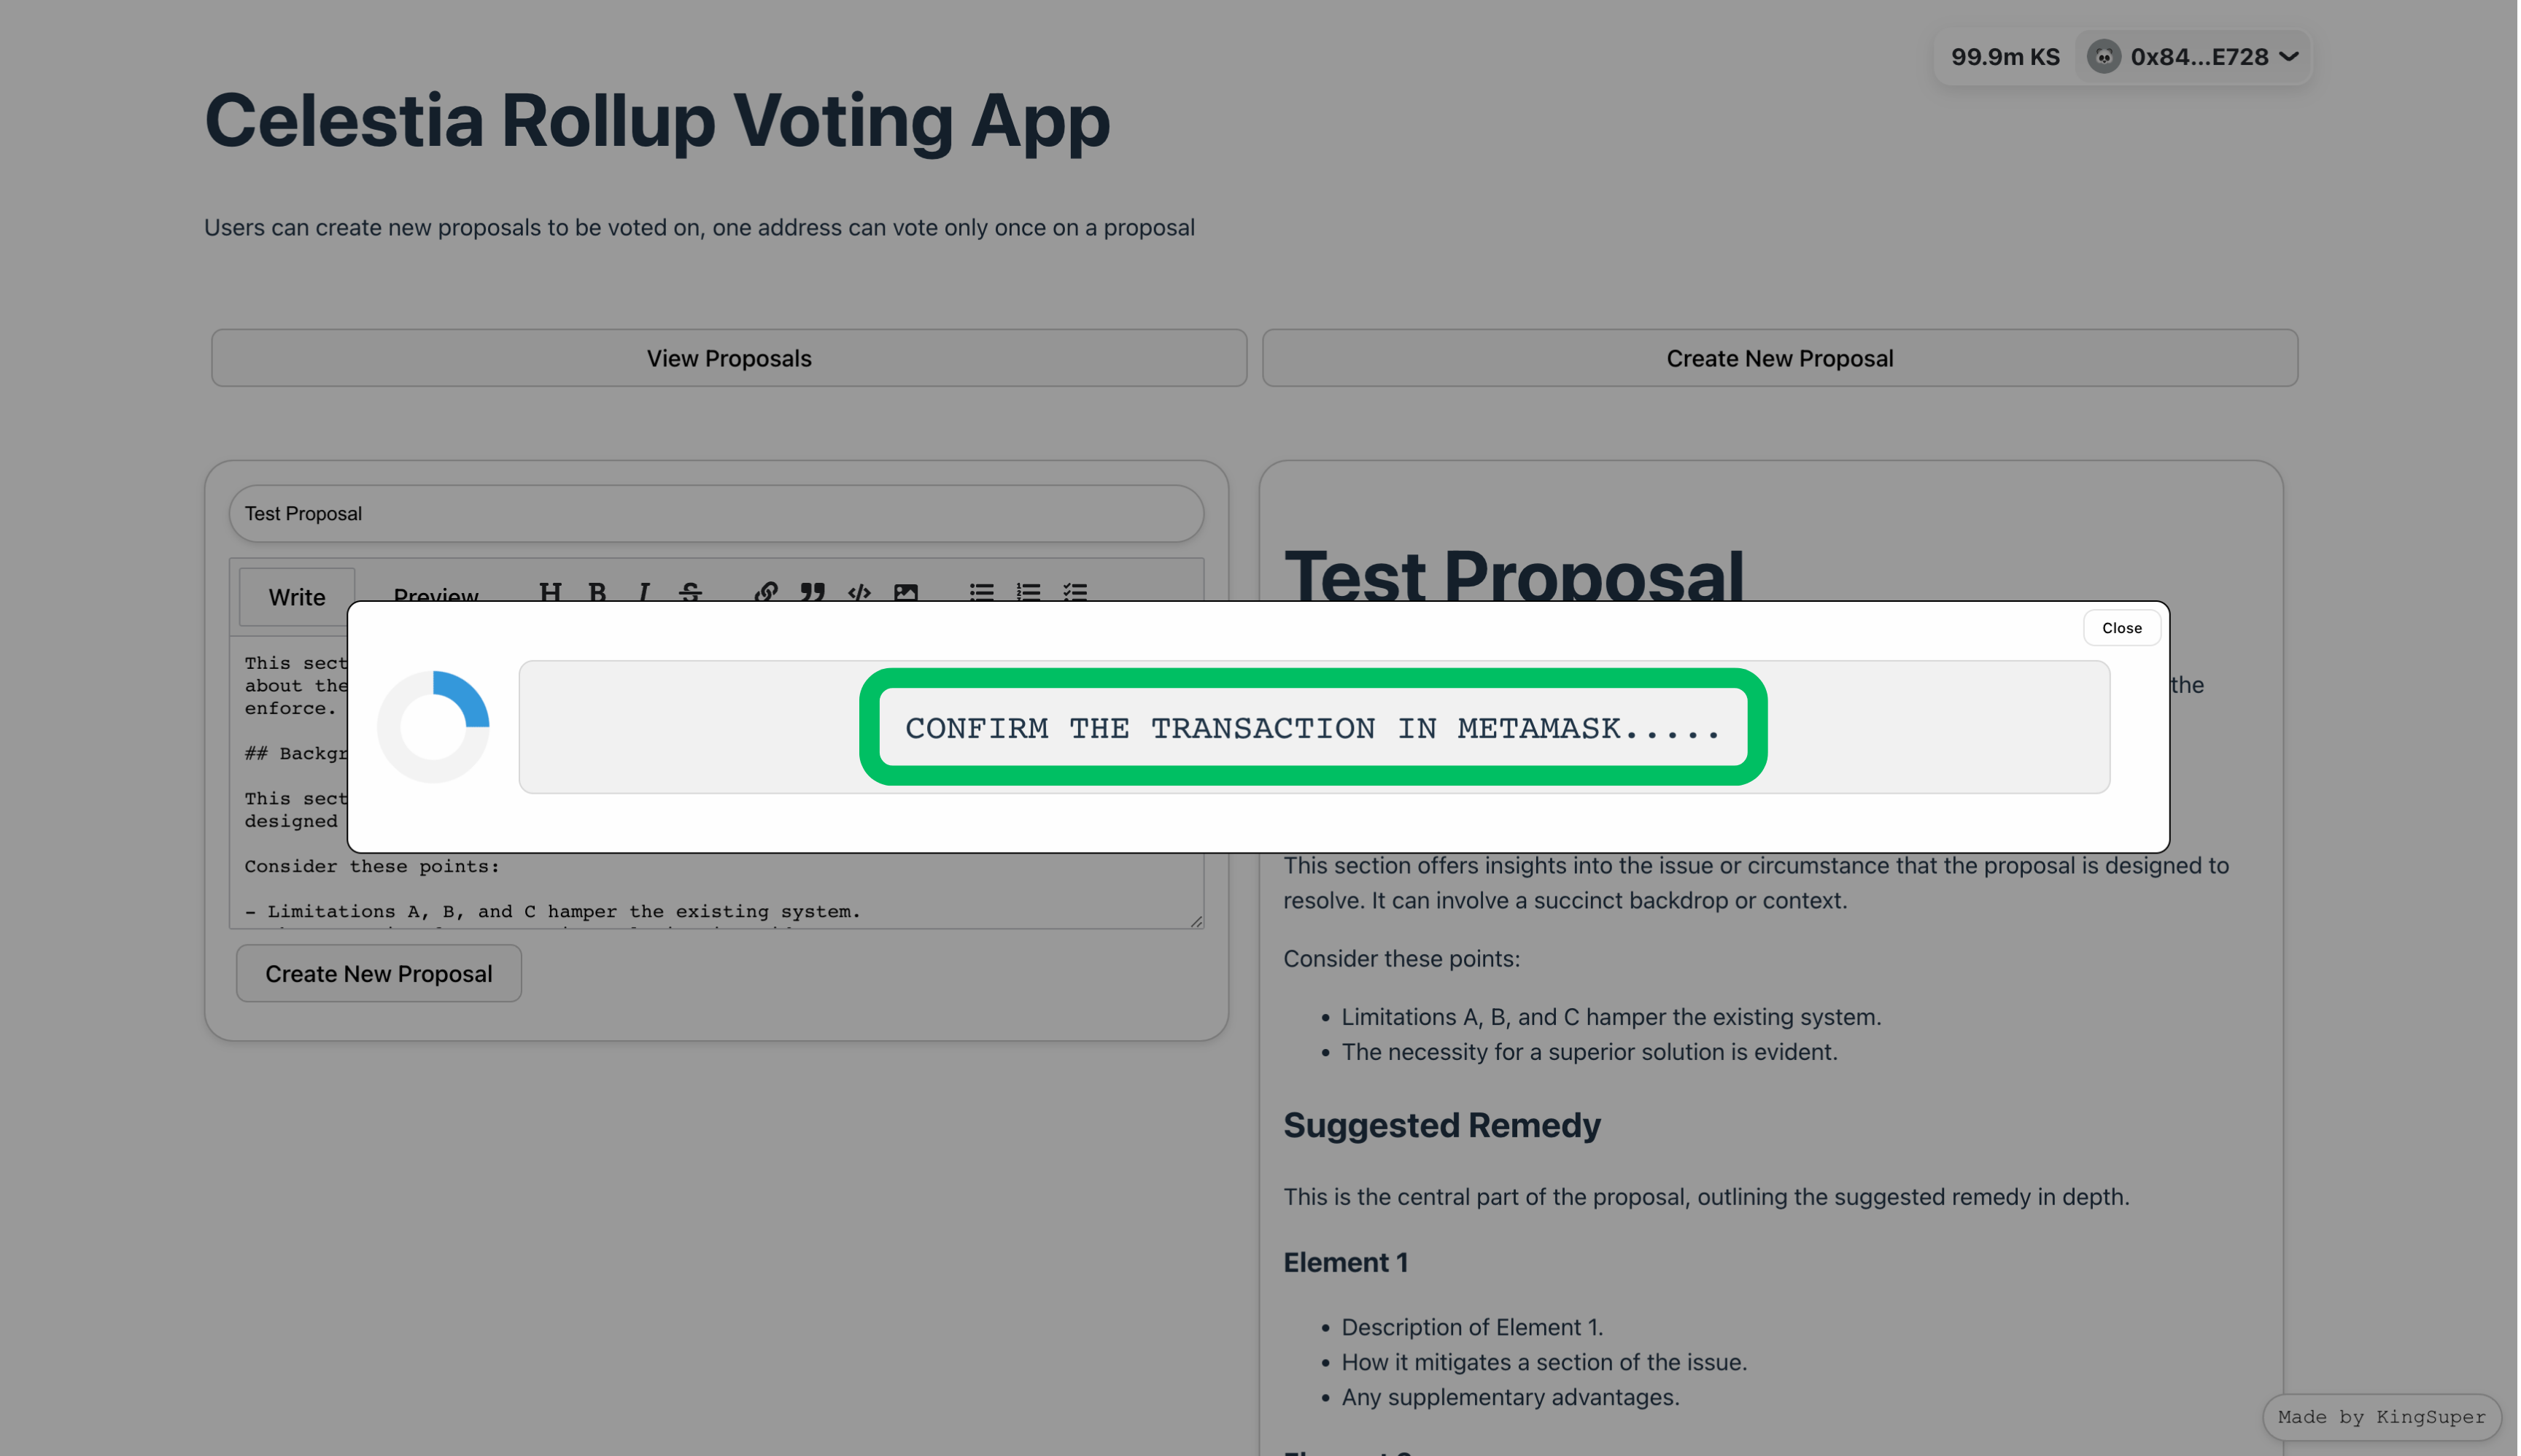 99.9m KS 0x84...E728
Celestia Rollup Voting App
Users can create new proposals to be voted on, one address can vote only once on a proposal
View Proposals
Create New Proposal
Test Proposal
Write Preview H B I S
This sect
about the
enforce.
## Backgr
This sect
designed
Consider these points:
- Limitations A, B, and C hamper the existing system.
Create New Proposal
Close
CONFIRM THE TRANSACTION IN METAMASK.....
Test Proposal
the
This section offers insights into the issue or circumstance that the proposal is designed to
resolve. It can involve a succinct backdrop or context.
Consider these points:
• Limitations A, B, and C hamper the existing system.
• The necessity for a superior solution is evident.
Suggested Remedy
This is the central part of the proposal, outlining the suggested remedy in depth.
Element 1
• Description of Element 1.
• How it mitigates a section of the issue.
• Any supplementary advantages.
Made by KingSuper